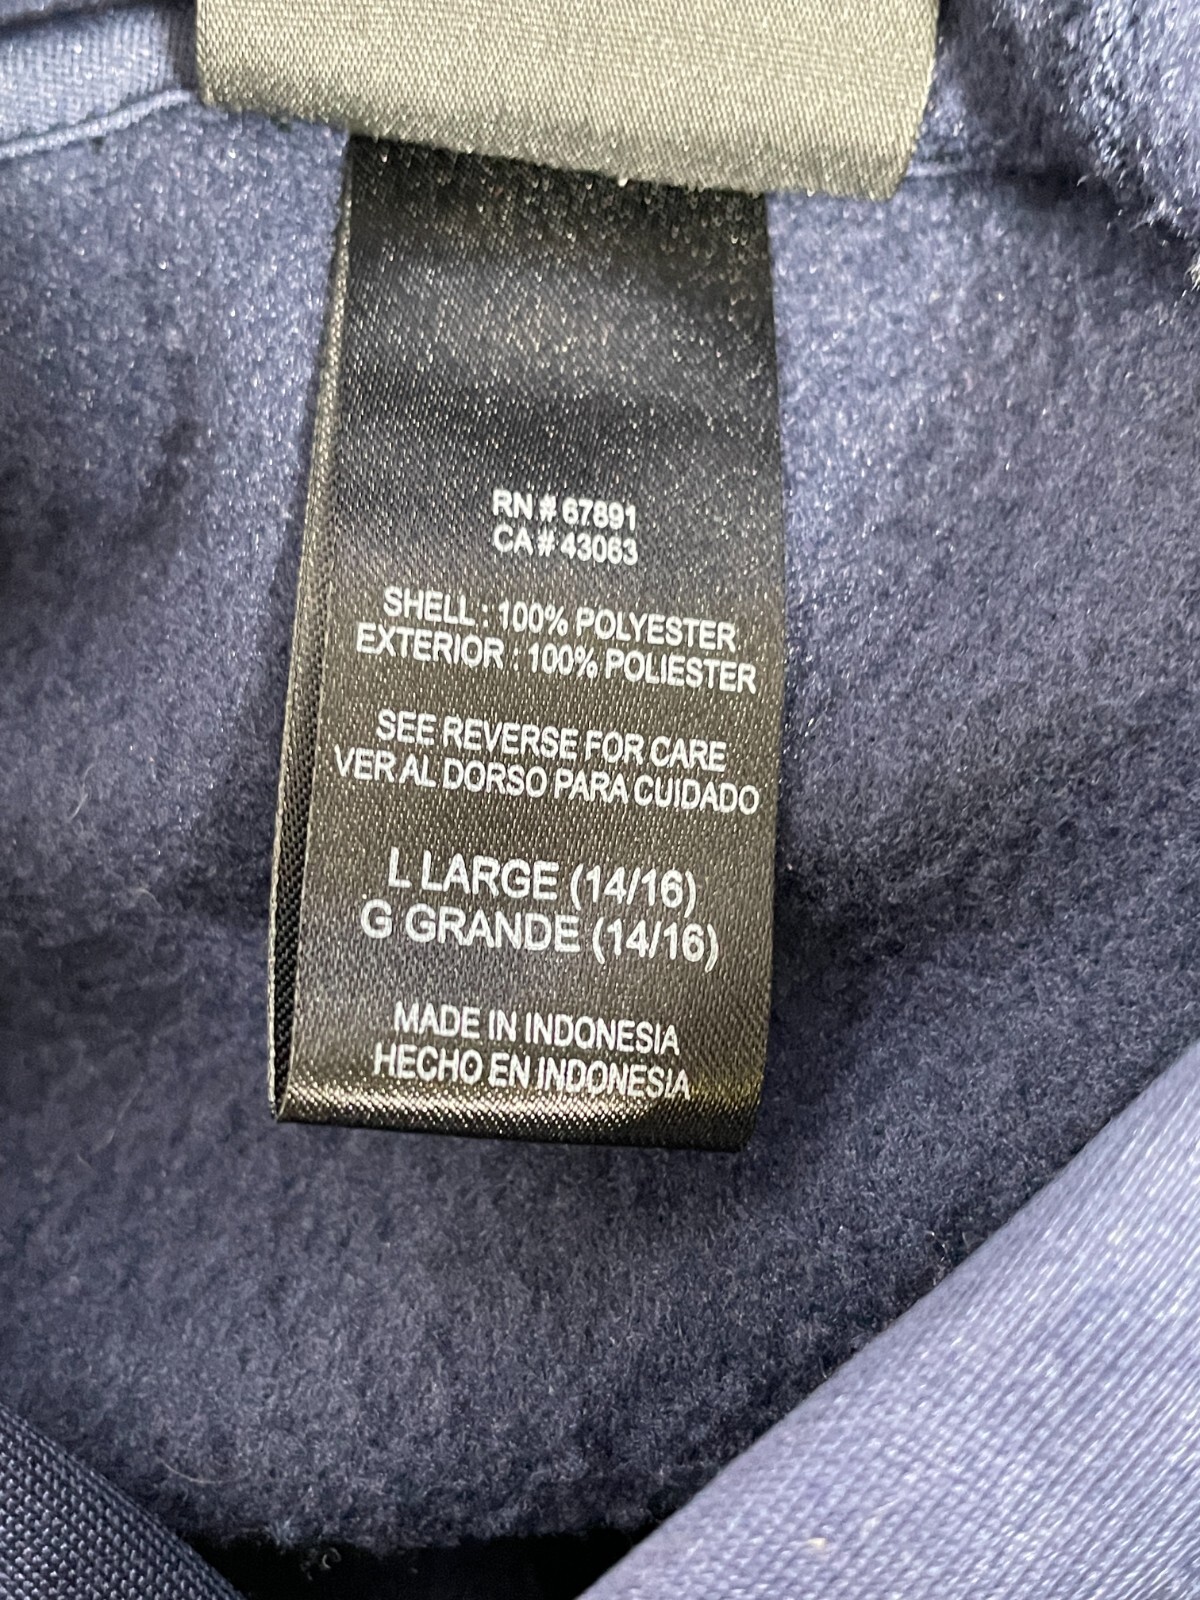 RN # 67891
CA # 43063
SHELL : 100% POLYESTER
EXTERIOR : 100% POLIESTER
SEE REVERSE FOR CARE
VER AL DORSO PARA CUIDADO
L LARGE (14/16)
G GRANDE (14/16)
MADE IN INDONESIA
HECHO EN INDONESIA